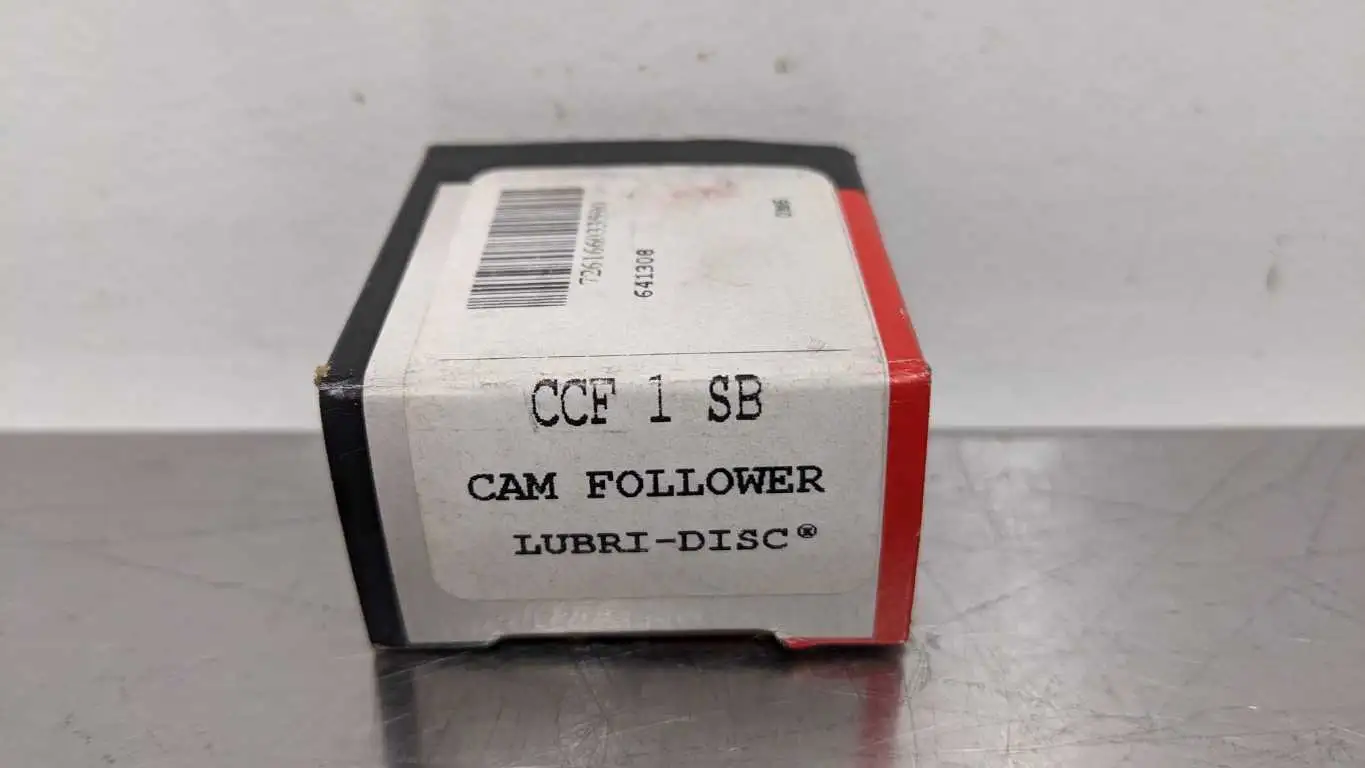 641308
CCF 1 SB
CAM FOLLOWER
LUBRI-DISC®